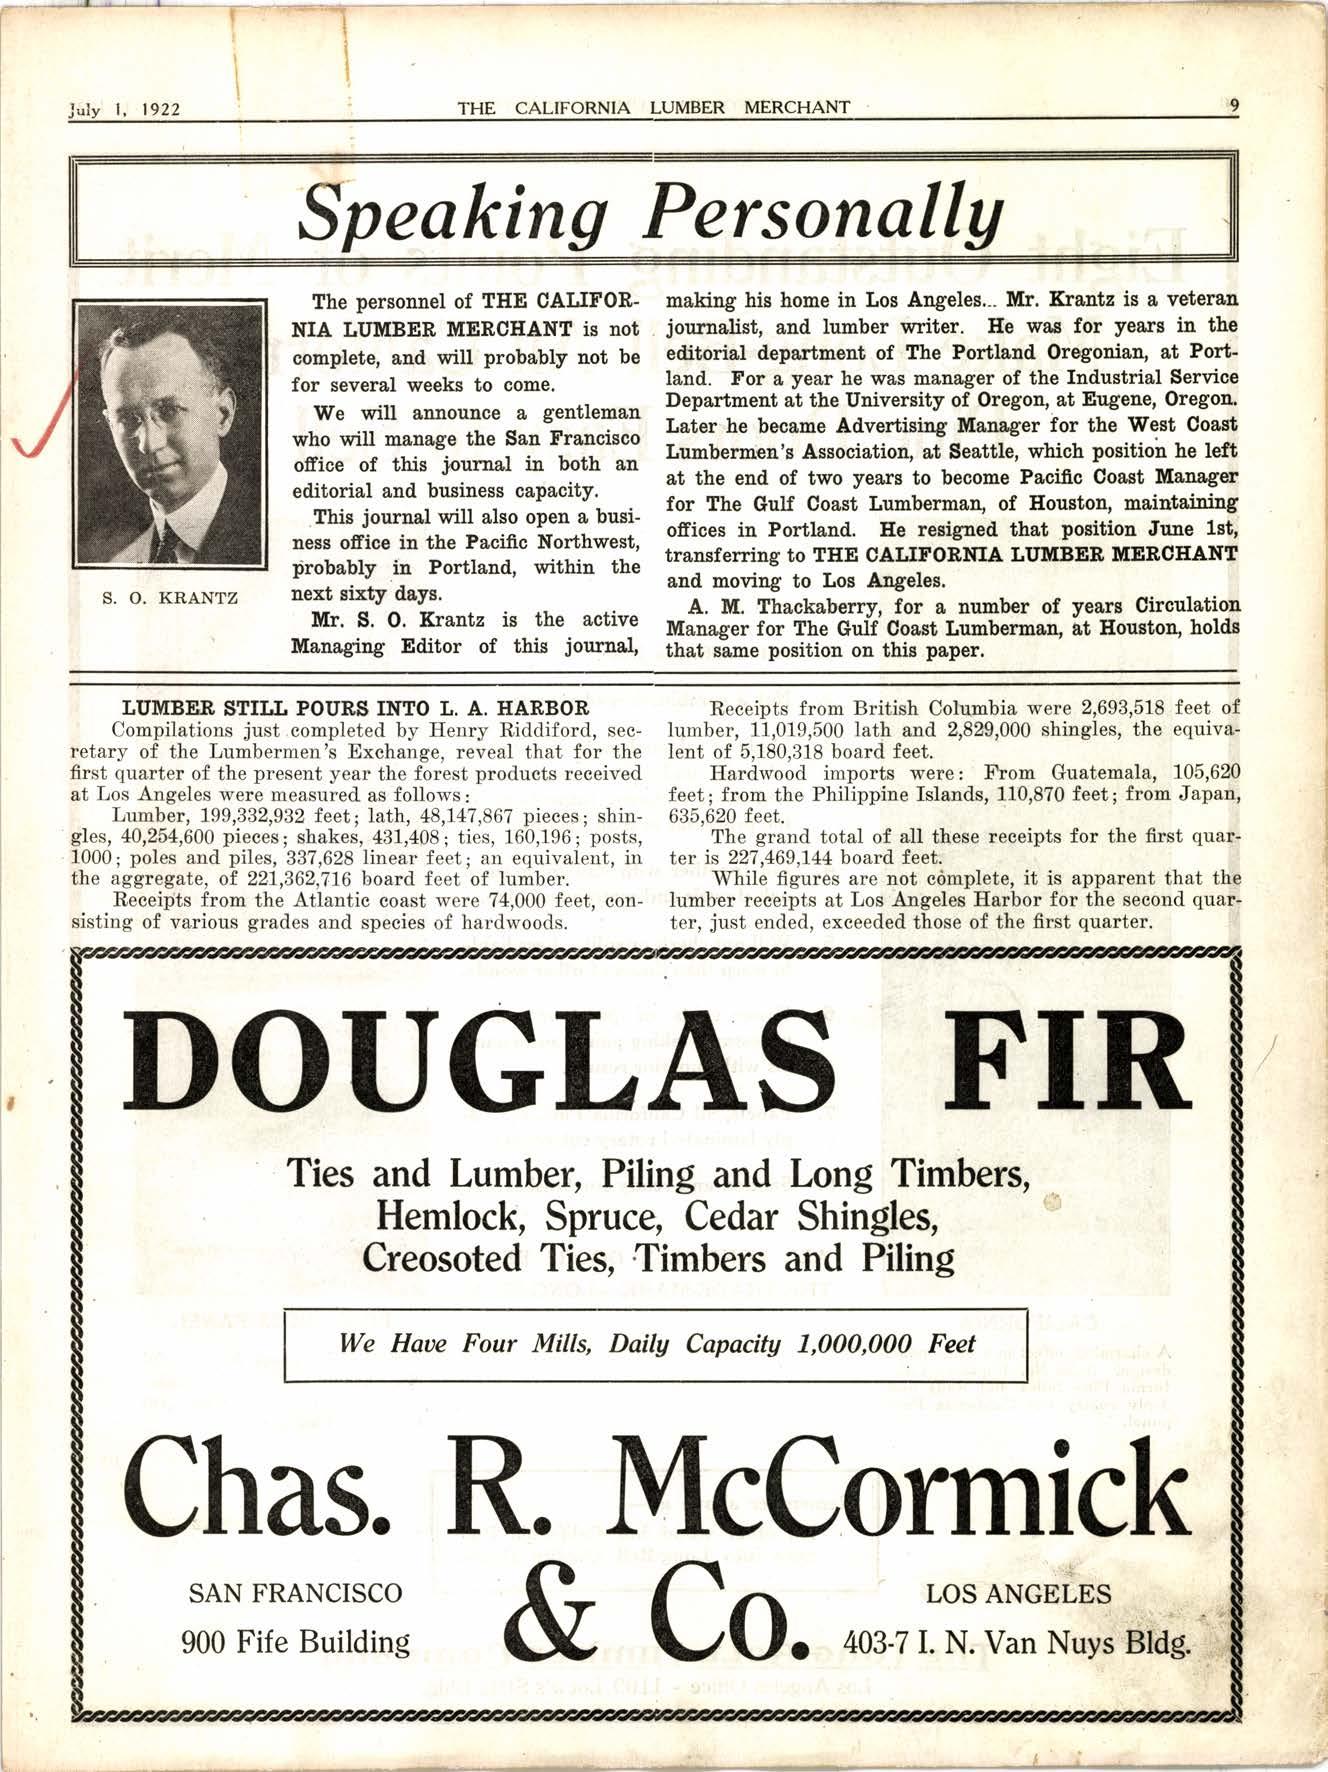 July 1, 1922
THE CALIFORNIA LUMBER MERCHANT
9
Speaking Personally
S. O. KRANTZ
The personnel of THE CALIFOR-
NIA LUMBER MERCHANT is not
complete, and will probably not be
for several weeks to come.
We will announce a gentleman
who will manage the San Francisco
office of this journal in both an
editorial and business capacity.
This journal will also open a busi-
ness office in the Pacific Northwest,
probably in Portland, within the
next sixty days.
Mr. S. O. Krantz is the active
Managing Editor of this journal,
making his home in Los Angeles... Mr. Krantz is a veteran
journalist, and lumber writer. He was for years in the
editorial department of The Portland Oregonian, at Port-
land. For a year he was manager of the Industrial Service
Department at the University of Oregon, at Eugene, Oregon.
Later he became Advertising Manager for the West Coast
Lumbermen's Association, at Seattle, which position he left
at the end of two years to become Pacific Coast Manager
for The Gulf Coast Lumberman, of Houston, maintaining
offices in Portland. He resigned that position June 1st,
transferring to THE CALIFORNIA LUMBER MERCHANT
and moving to Los Angeles.
A. M. Thackaberry, for a number of years Circulation
Manager for The Gulf Coast Lumberman, at Houston, holds
that same position on this paper.
LUMBER STILL POURS INTO L. A. HARBOR
Compilations just completed by Henry Riddiford, sec-
retary of the Lumbermen's Exchange, reveal that for the
first quarter of the present year the forest products received
at Los Angeles were measured as follows:
Lumber, 199,332,932 feet; lath, 48,147,867 pieces; shin-
gles, 40,254,600 pieces; shakes, 431,408; ties, 160,196; posts,
1000; poles and piles, 337,628 linear feet; an equivalent, in
the aggregate, of 221,362,716 board feet of lumber.
Receipts from the Atlantic coast were 74,000 feet, con-
sisting of various grades and species of hardwoods.
Receipts from British Columbia were 2,693,518 feet of
lumber, 11,019,500 lath and 2,829,000 shingles, the equiva-
lent of 5,180,318 board feet.
Hardwood imports were: From Guatemala, 105,620
feet; from the Philippine Islands, 110,870 feet; from Japan,
635,620 feet.
The grand total of all these receipts for the first quar-
ter is 227,469,144 board feet.
While figures are not complete, it is apparent that the
lumber receipts at Los Angeles Harbor for the second quar-
ter, just ended, exceeded those of the first quarter.
DOUGLAS FIR
Ties and Lumber, Piling and Long Timbers,
Hemlock, Spruce, Cedar Shingles,
Creosoted Ties, Timbers and Piling
We Have Four Mills, Daily Capacity 1,000,000 Feet
Chas. R. McCormick
& Co.
SAN FRANCISCO
900 Fife Building
LOS ANGELES
403-7 I. N. Van Nuys Bldg.